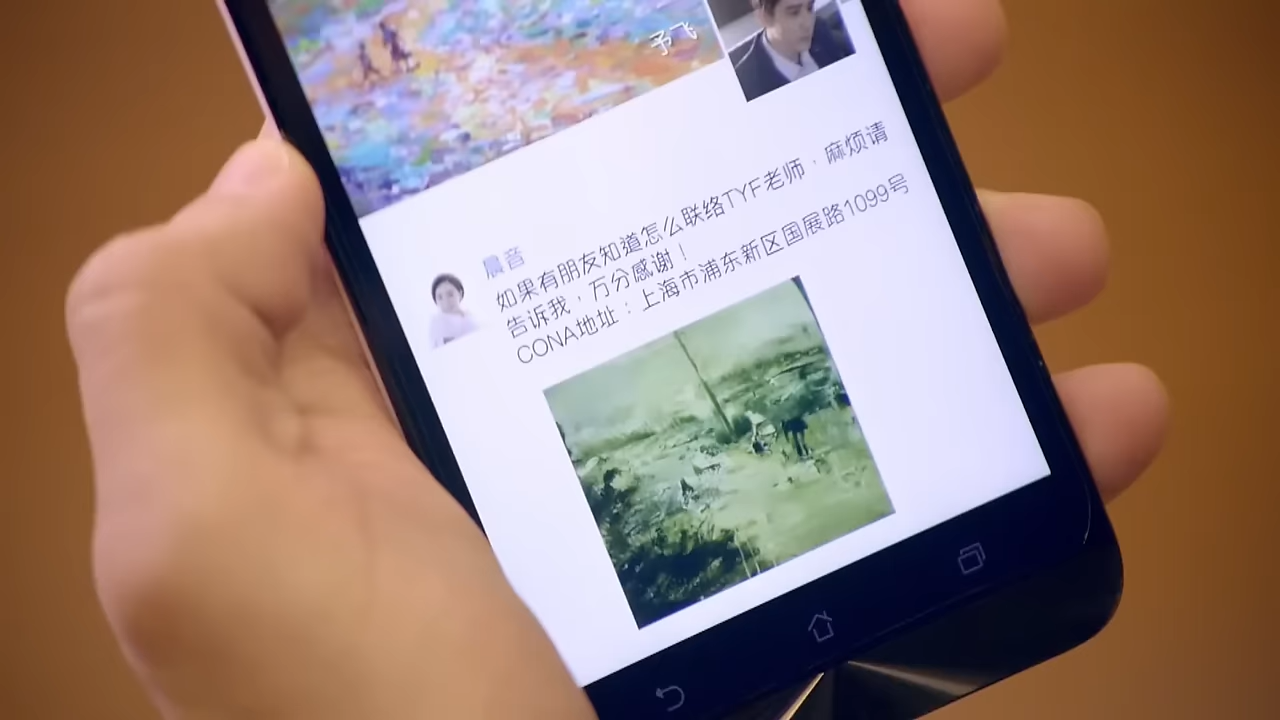 予飞
晨音
如果有朋友知道怎么联络TYF老师，麻烦请
告诉我，万分感谢！
CONA地址：上海市浦东新区国展路1099号